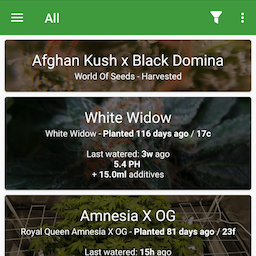 All
Afghan Kush x Black Domina
World Of Seeds - Harvested
White Widow
White Widow - Planted 116 days ago / 17c
Last watered: 3w ago
5.4 PH
+ 15.0ml additives
Amnesia X OG
Royal Queen Amnesia X OG - Planted 81 days ago / 23f
Last watered: 15h ago